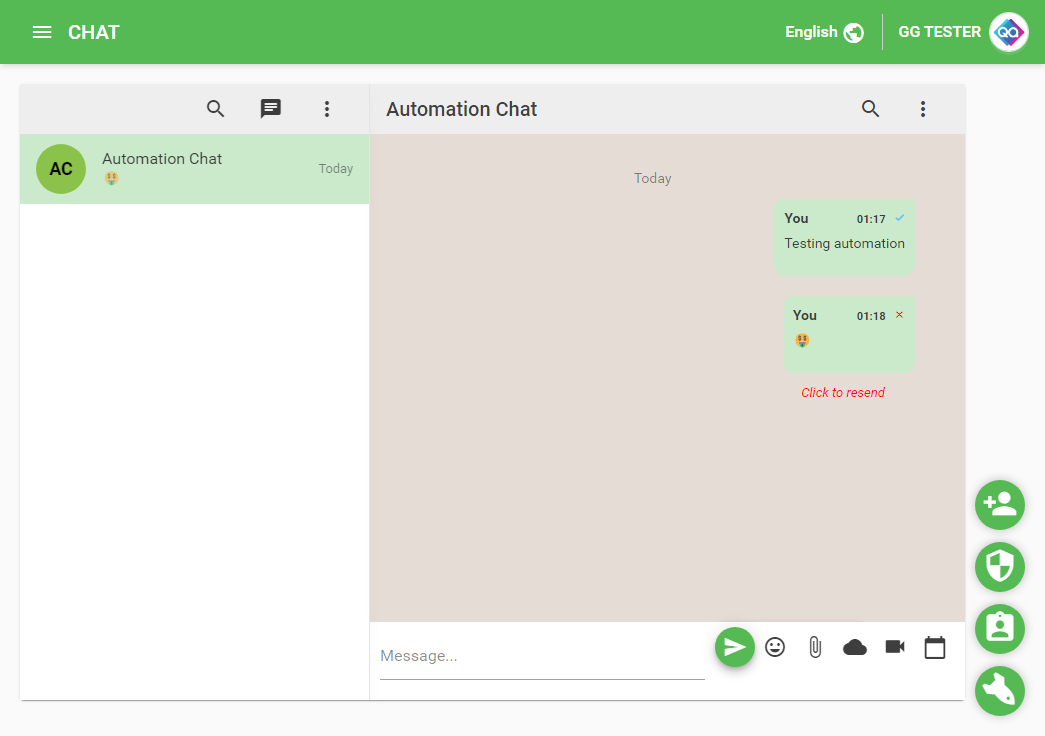 CHAT
English
GG TESTER
QA
Automation Chat
AC
Automation Chat
Today
Today
You 01:17
Testing automation
You 01:18
Click to resend
Message...